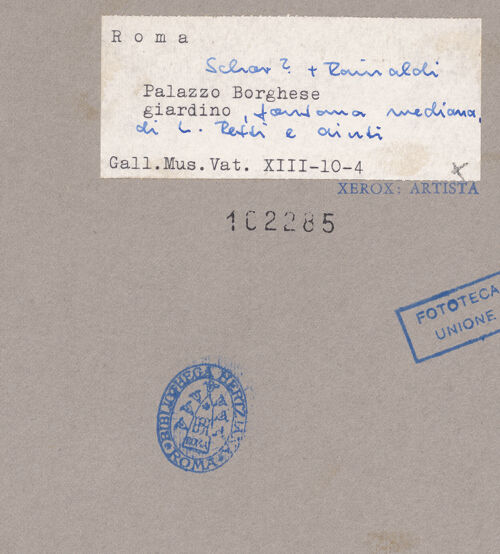 Roma
Schor? + Rainaldi
Palazzo Borghese
giardino, fontana mediana,
di L. Retti e aiuti
Gall.Mus.Vat. XIII-10-4
XEROX: ARTISTA
102285
FOTOTECA
UNIONE
BIBLIOTHECA HERTZIANA
ROMA